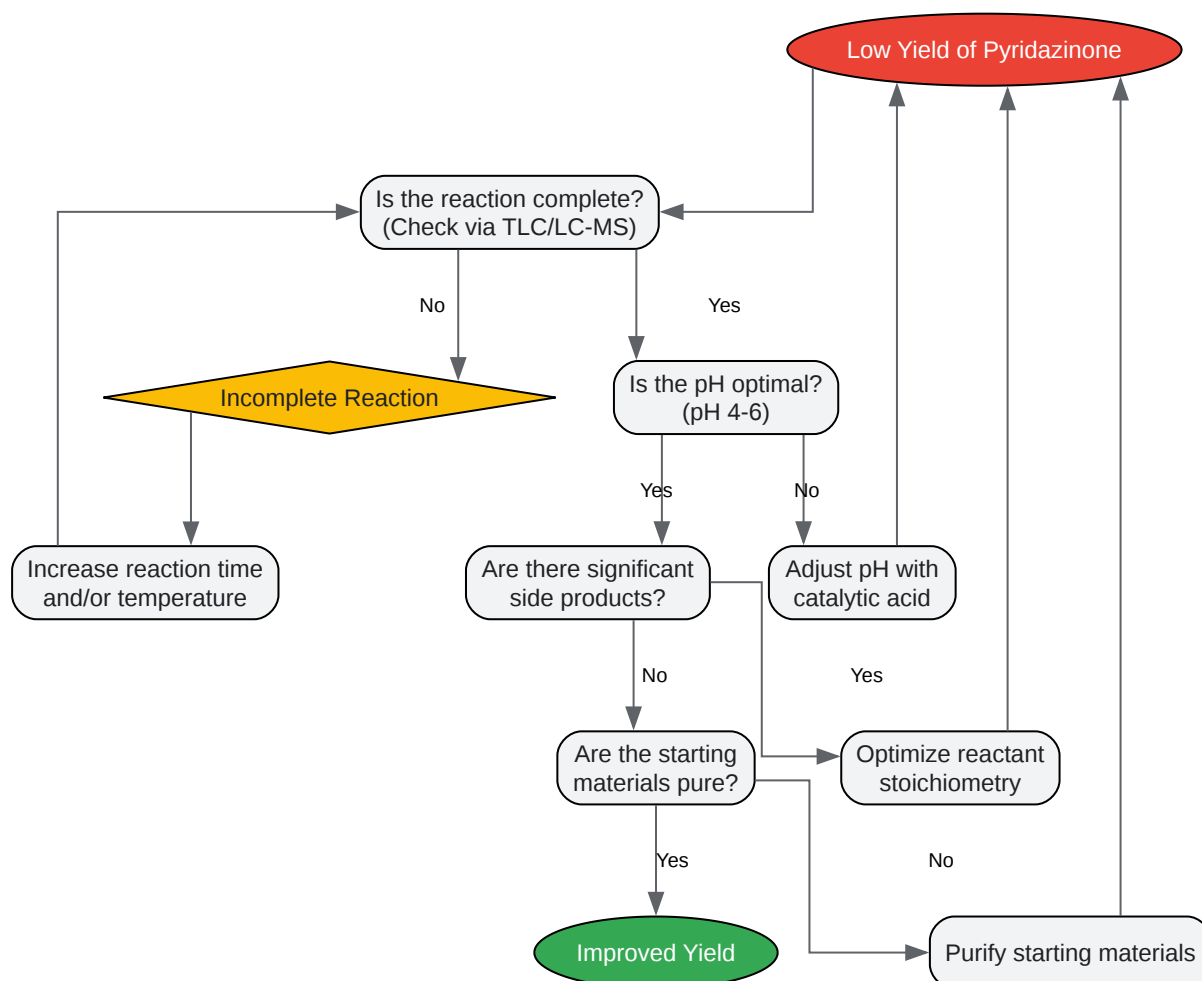 Low Yield of Pyridazinone
Is the reaction complete?
(Check via TLC/LC-MS)
No
Yes
Incomplete Reaction
Is the pH optimal?
(pH 4-6)
Yes
No
Increase reaction time
and/or temperature
Are there significant
side products?
Adjust pH with
catalytic acid
No
Yes
Are the starting
materials pure?
Optimize reactant
stoichiometry
Yes
No
Improved Yield
Purify starting materials